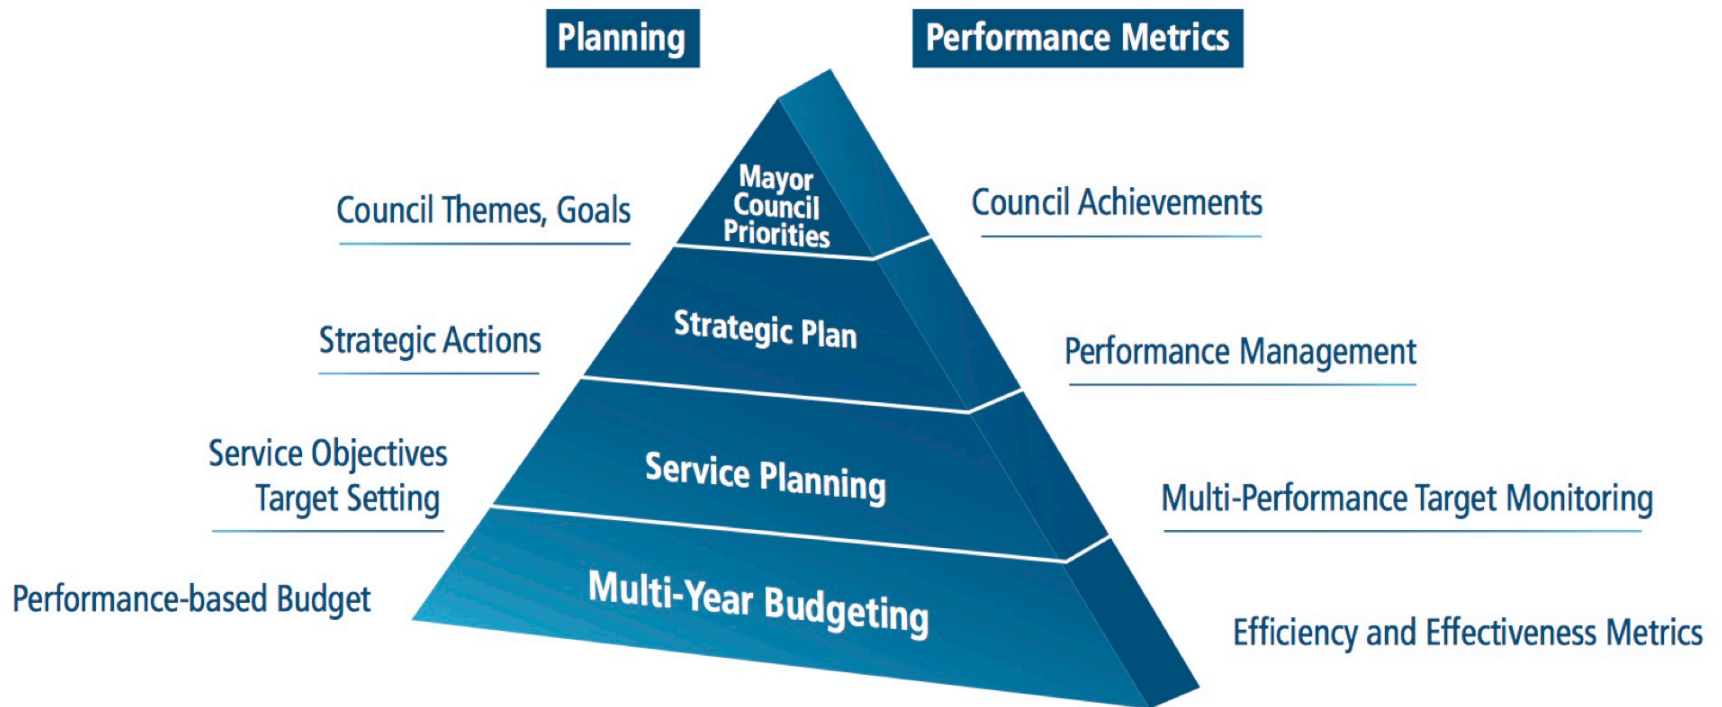 Planning
Performance Metrics
Mayor
Council
Priorities
Council Themes, Goals
Council Achievements
Strategic Plan
Strategic Actions
Performance Management
Service Planning
Service Objectives
Target Setting
Multi-Performance Target Monitoring
Multi-Year Budgeting
Performance-based Budget
Efficiency and Effectiveness Metrics